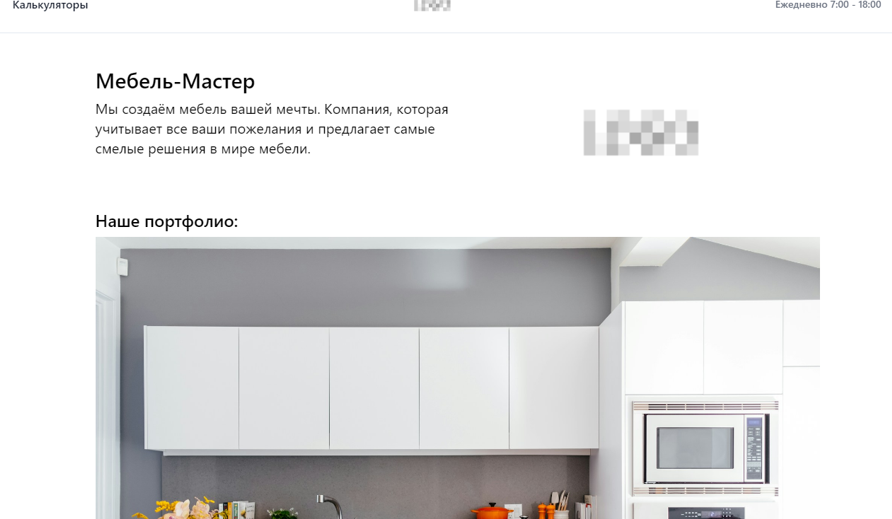 Калькуляторы
Ежедневно 7:00 - 18:00
Мебель-Мастер
Мы создаём мебель вашей мечты. Компания, которая
учитывает все ваши пожелания и предлагает самые
смелые решения в мире мебели.
Наше портфолио: